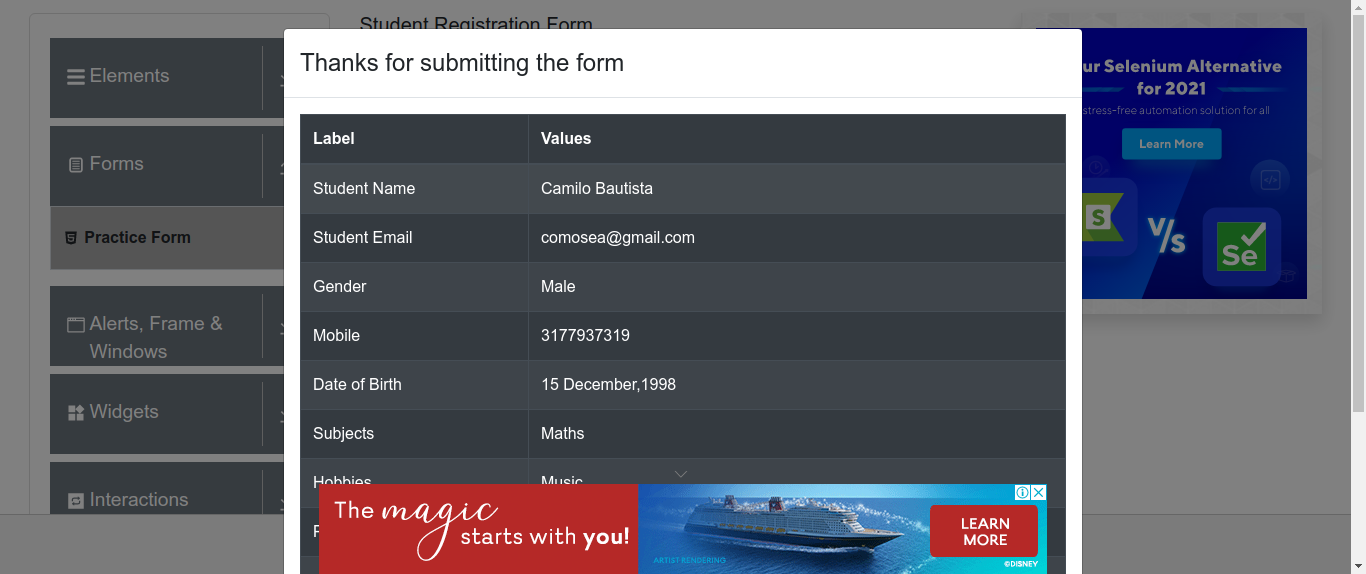 Student Registration Form
Thanks for submitting the form
Elements
Forms
Practice Form
Alerts, Frame &
Windows
Widgets
Interactions
Label Values
Student Name Camilo Bautista
Student Email comosea@gmail.com
Gender Male
Mobile 3177937319
Date of Birth 15 December,1998
Subjects Maths
Hobbies Music
The magic
starts with you!
ARTIST RENDERING
LEARN
MORE
©DISNEY
Selenium Alternative
for 2021
stress-free automation solution for all
Learn More
S
V/s
Se